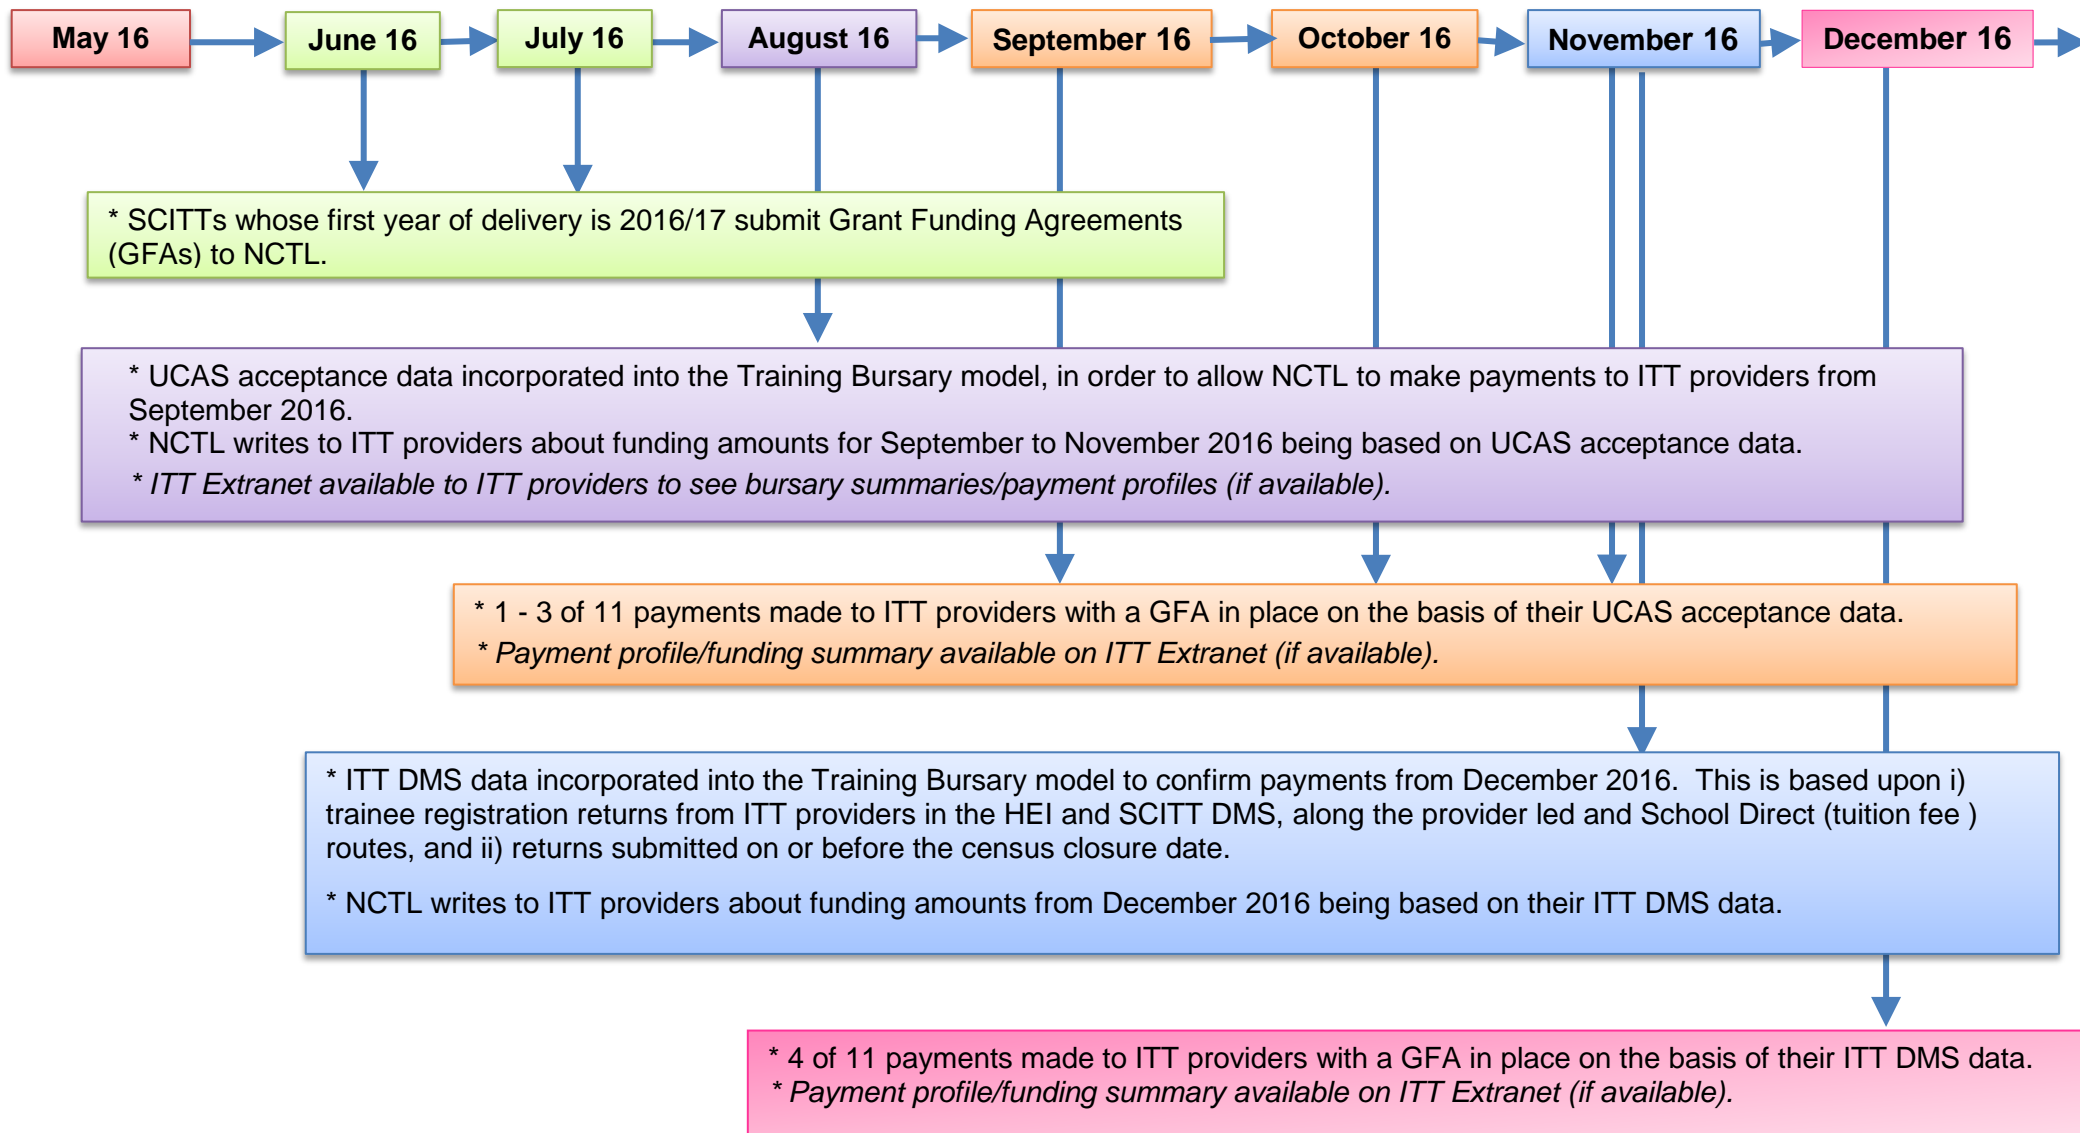 May 16
June 16
July 16
August 16
September 16
October 16
November 16
December 16
* SCITTs whose first year of delivery is 2016/17 submit Grant Funding Agreements
(GFAs) to NCTL.
* UCAS acceptance data incorporated into the Training Bursary model, in order to allow NCTL to make payments to ITT providers from
September 2016.
* NCTL writes to ITT providers about funding amounts for September to November 2016 being based on UCAS acceptance data.
* ITT Extranet available to ITT providers to see bursary summaries/payment profiles (if available).
* 1 - 3 of 11 payments made to ITT providers with a GFA in place on the basis of their UCAS acceptance data.
* Payment profile/funding summary available on ITT Extranet (if available).
* ITT DMS data incorporated into the Training Bursary model to confirm payments from December 2016.  This is based upon i)
trainee registration returns from ITT providers in the HEI and SCITT DMS, along the provider led and School Direct (tuition fee )
routes, and ii) returns submitted on or before the census closure date.
* NCTL writes to ITT providers about funding amounts from December 2016 being based on their ITT DMS data.
* 4 of 11 payments made to ITT providers with a GFA in place on the basis of their ITT DMS data.
* Payment profile/funding summary available on ITT Extranet (if available).